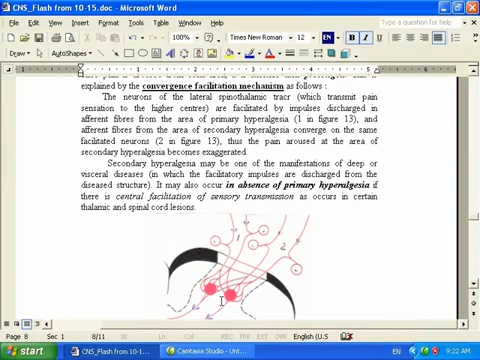 CNS_Flash from 10-15.doc - Microsoft Word
File Edit View Insert Format Tools Table Window Help
100% Times New Roman 12 EN B I U
Draw AutoShapes
explained by the convergence facilitation mechanism as follows :
The neurons of the lateral spinothalamic tracr (which transmit pain
sensation to the higher centres) are facilitated by impulses discharged in
afferent fibres from the area of primary hyperalgesia (1 in figure 13), and
afferent fibres from the area of secondary hyperalgesia converge on the same
facilitated neurons (2 in figure 13), thus the pain aroused at the area of
secondary hyperalgesia becomes exaggerated.
Secondary hyperalgesia may be one of the manifestations of deep or
visceral diseases (in which the facilitatory impulses are discharged from the
diseased structure). It may also occur in absence of primary hyperalgesia if
there is central facilitation of sensory transmission as occurs in certain
thalamic and spinal cord lesions.
1
2
Page 8 Sec 1 8/11 REC TRK EXT OVR English (U.S
start CNS_Flash from 10-1... Camtasia Studio - Unt... EN 9:22 AM